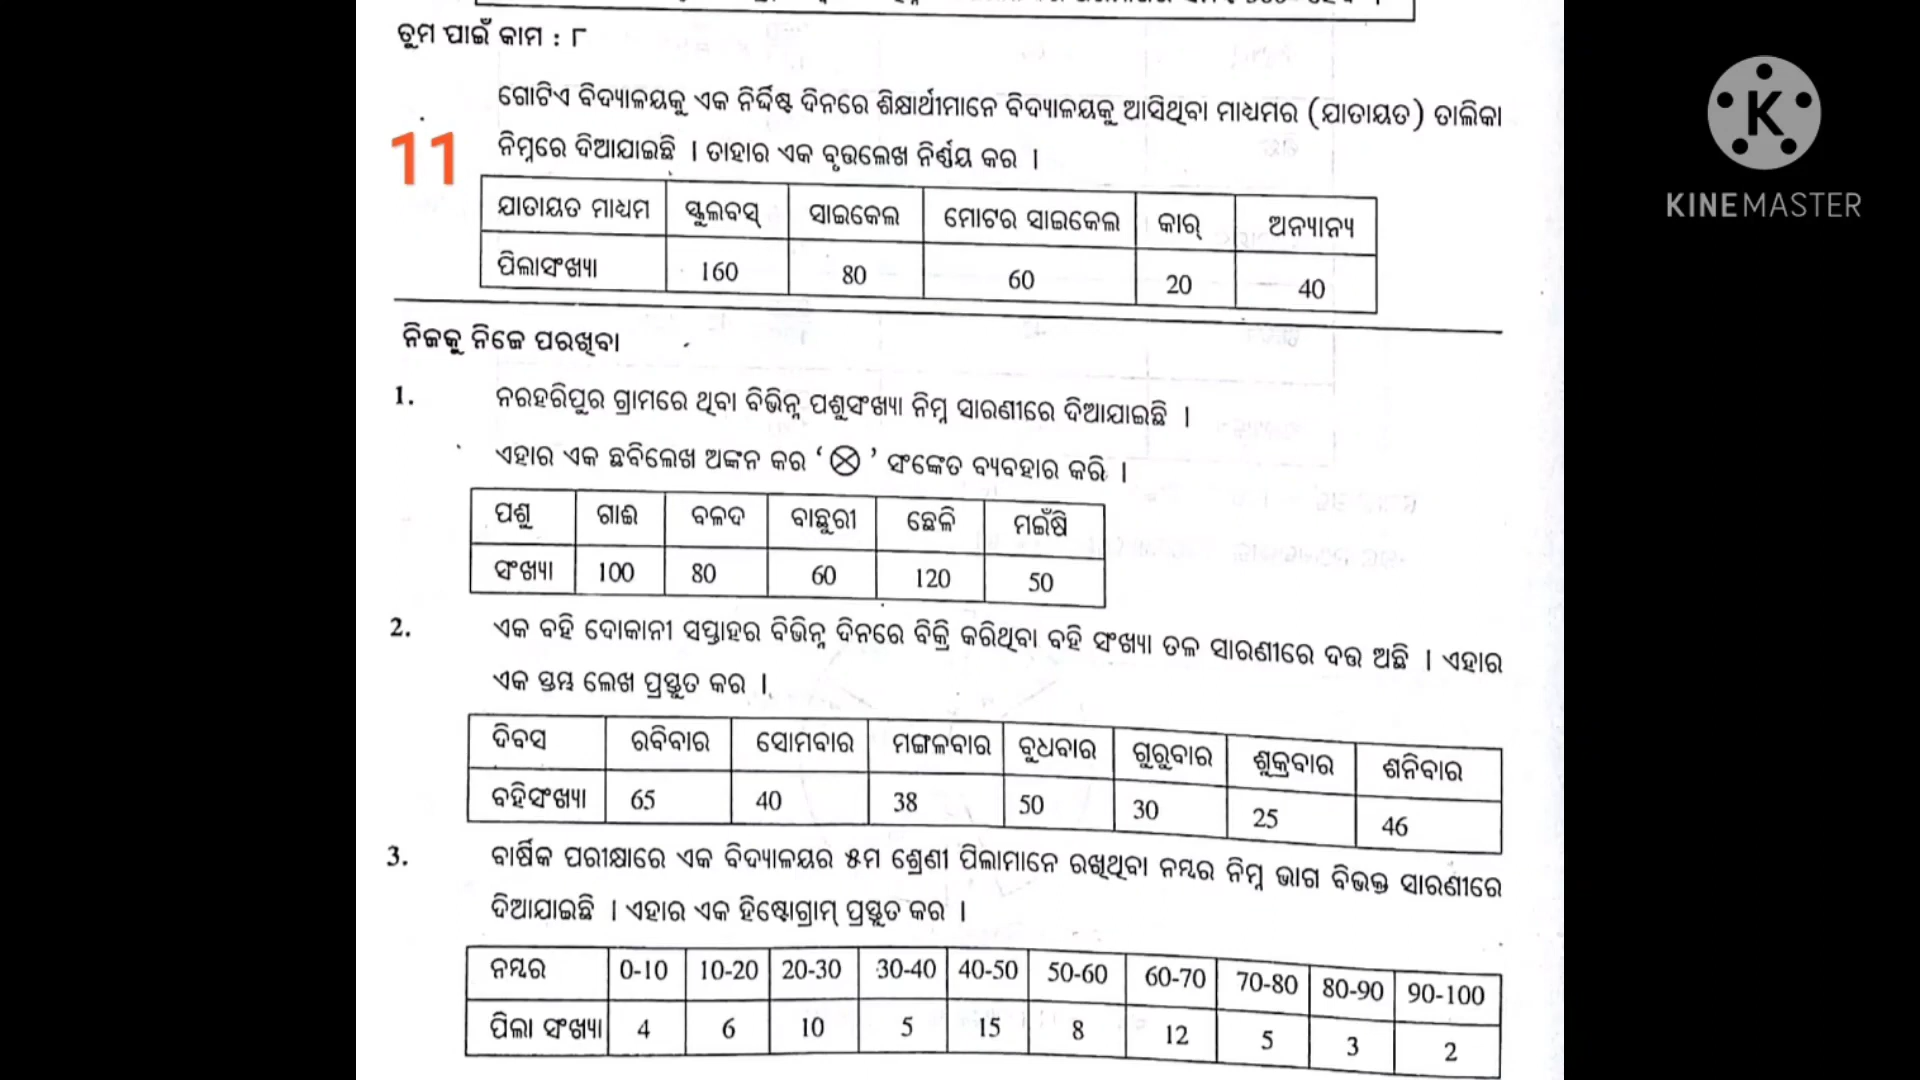 ତୁମ ପାଇଁ କାମ : ୮
ଗୋଟିଏ ବିଦ୍ୟାଳୟକୁ ଏକ ନିର୍ଦ୍ଦିଷ୍ଟ ଦିନରେ ଶିକ୍ଷାର୍ଥୀମାନେ ବିଦ୍ୟାଳୟକୁ ଆସିଥିବା ମାଧ୍ୟମର (ଯାତାୟତ) ତାଲିକା
11 ନିମ୍ନରେ ଦିଆଯାଇଛି । ତାହାର ଏକ ବୃତ୍ତଲେଖ ନିର୍ଣ୍ଣୟ କର ।
ଯାତାୟତ ମାଧ୍ୟମ ସ୍କୁଲବସ୍ ସାଇକେଲ ମୋଟର ସାଇକେଲ କାର୍ ଅନ୍ୟାନ୍ୟ
ପିଲାସଂଖ୍ୟା 160 80 60 20 40
ନିଜକୁ ନିଜେ ପରଖିବା
1. ନରହରିପୁର ଗ୍ରାମରେ ଥିବା ବିଭିନ୍ନ ପଶୁସଂଖ୍ୟା ନିମ୍ନ ସାରଣୀରେ ଦିଆଯାଇଛି ।
ଏହାର ଏକ ଛବିଲେଖ ଅଙ୍କନ କର ‘ ⊗ ’ ସଂଙ୍କେତ ବ୍ୟବହାର କରି ।
ପଶୁ ଗାଈ ବଳଦ ବାଛୁରୀ ଛେଳି ମଇଁଷି
ସଂଖ୍ୟା 100 80 60 120 50
2. ଏକ ବହି ଦୋକାନୀ ସପ୍ତାହର ବିଭିନ୍ନ ଦିନରେ ବିକ୍ରି କରିଥିବା ବହି ସଂଖ୍ୟା ତଳ ସାରଣୀରେ ଦତ୍ତ ଅଛି । ଏହାର
ଏକ ସ୍ତମ୍ଭ ଲେଖ ପ୍ରସ୍ତୁତ କର ।
ଦିବସ ରବିବାର ସୋମବାର ମଙ୍ଗଳବାର ବୁଧବାର ଗୁରୁବାର ଶୁକ୍ରବାର ଶନିବାର
ବହିସଂଖ୍ୟା 65 40 38 50 30 25 46
3. ବାର୍ଷିକ ପରୀକ୍ଷାରେ ଏକ ବିଦ୍ୟାଳୟର ୫ମ ଶ୍ରେଣୀ ପିଲାମାନେ ରଖିଥିବା ନମ୍ବର ନିମ୍ନ ଭାଗ ବିଭକ୍ତ ସାରଣୀରେ
ଦିଆଯାଇଛି । ଏହାର ଏକ ହିଷ୍ଟୋଗ୍ରାମ୍ ପ୍ରସ୍ତୁତ କର ।
ନମ୍ବର 0-10 10-20 20-30 30-40 40-50 50-60 60-70 70-80 80-90 90-100
ପିଲା ସଂଖ୍ୟା 4 6 10 5 15 8 12 5 3 2
K
KINEMASTER